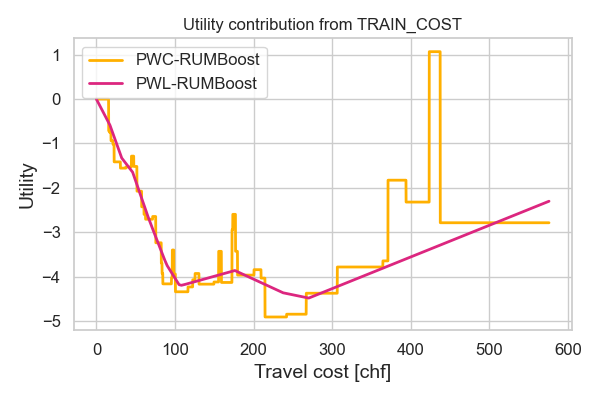 Utility contribution from TRAIN_COST
PWC-RUMBoost
PWL-RUMBoost
1
0
−1
−2
−3
−4
−5
Utility
0 100 200 300 400 500 600
Travel cost [chf]